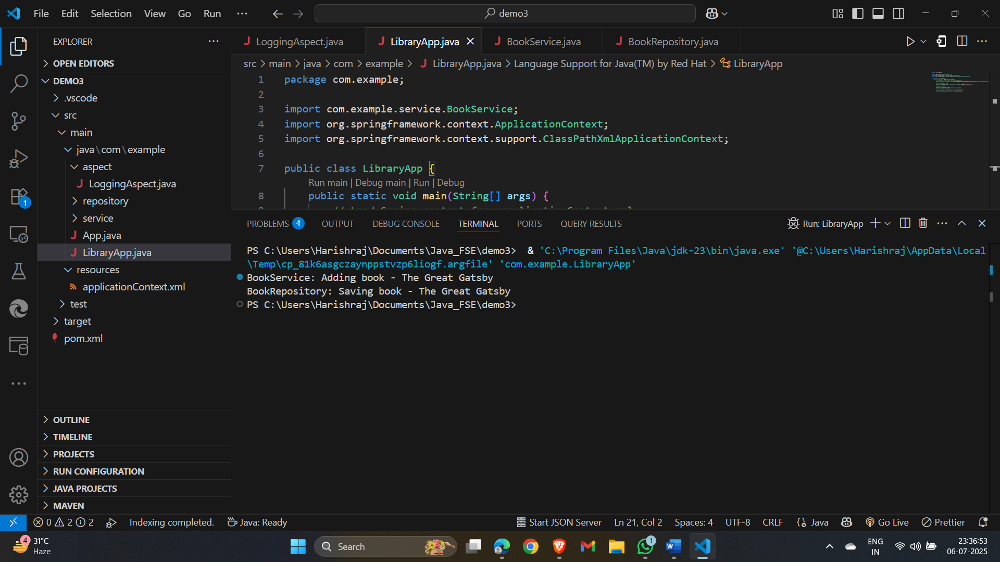 File Edit Selection View Go Run ··· demo3
EXPLORER ···
OPEN EDITORS
DEMO3
.vscode
src
main
java\com\example
aspect
J LoggingAspect.java
repository
service
J App.java
J LibraryApp.java
resources
applicationContext.xml
test
target
pom.xml
OUTLINE
TIMELINE
PROJECTS
RUN CONFIGURATION
JAVA PROJECTS
MAVEN
1
J LoggingAspect.java J LibraryApp.java J BookService.java J BookRepository.java
src > main > java > com > example > J LibraryApp.java > Language Support for Java(TM) by Red Hat > LibraryApp
1 package com.example;
2
3 import com.example.service.BookService;
4 import org.springframework.context.ApplicationContext;
5 import org.springframework.context.support.ClassPathXmlApplicationContext;
6
7 public class LibraryApp {
Run main | Debug main | Run | Debug
8 public static void main(String[] args) {
9 // Load Spring context from applicationContext.xml
PROBLEMS 4 OUTPUT DEBUG CONSOLE TERMINAL PORTS QUERY RESULTS Run: LibraryApp
PS C:\Users\Harishraj\Documents\Java_FSE\demo3> & 'C:\Program Files\Java\jdk-23\bin\java.exe' '@C:\Users\Harishraj\AppData\Local
\Temp\cp_81k6asgczaynppstvzp6liogf.argfile' 'com.example.LibraryApp'
BookService: Adding book - The Great Gatsby
BookRepository: Saving book - The Great Gatsby
PS C:\Users\Harishraj\Documents\Java_FSE\demo3>
0 2 2 Indexing completed. Java: Ready Start JSON Server Ln 21, Col 2 Spaces: 4 UTF-8 CRLF Java Go Live Prettier
4 31°C
Haze
Search
1
W
ENG
IN
23:36:53
06-07-2025